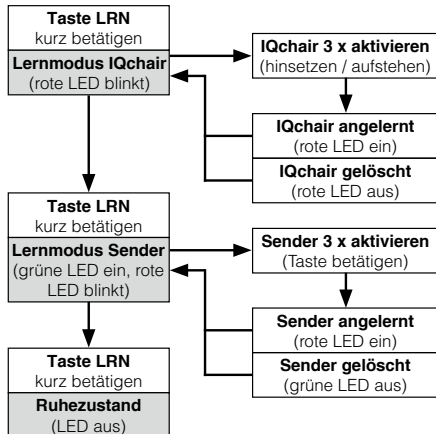 Taste LRN
kurz betätigen
Lernmodus IQchair
(rote LED blinkt)
IQchair 3 x aktivieren
(hinsetzen / aufstehen)
IQchair angelernt
(rote LED ein)
IQchair gelöscht
(rote LED aus)
Taste LRN
kurz betätigen
Lernmodus Sender
(grüne LED ein, rote
LED blinkt)
Sender 3 x aktivieren
(Taste betätigen)
Sender angelernt
(rote LED ein)
Sender gelöscht
(grüne LED aus)
Taste LRN
kurz betätigen
Ruhezustand
(LED aus)